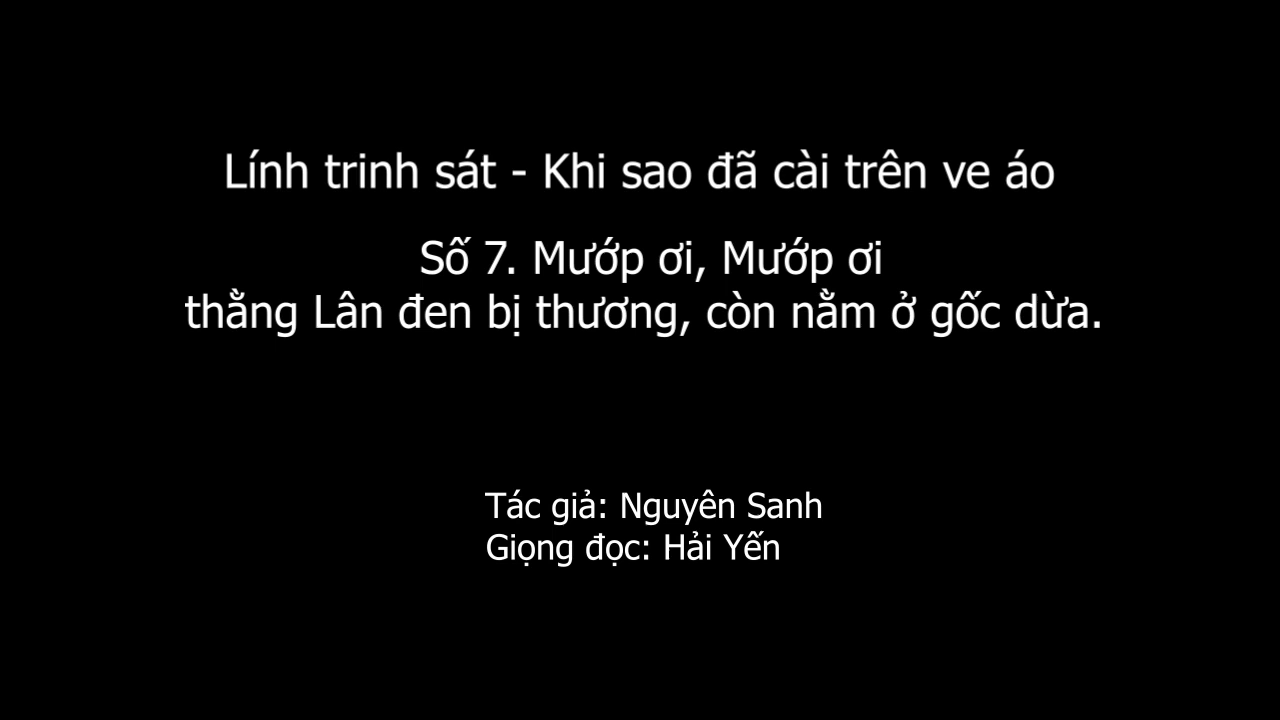 Lính trinh sát - Khi sao đã cài trên ve áo
Số 7. Mướp ơi, Mướp ơi
thằng Lân đen bị thương, còn nằm ở gốc dừa.
Tác giả: Nguyên Sanh
Giọng đọc: Hải Yến